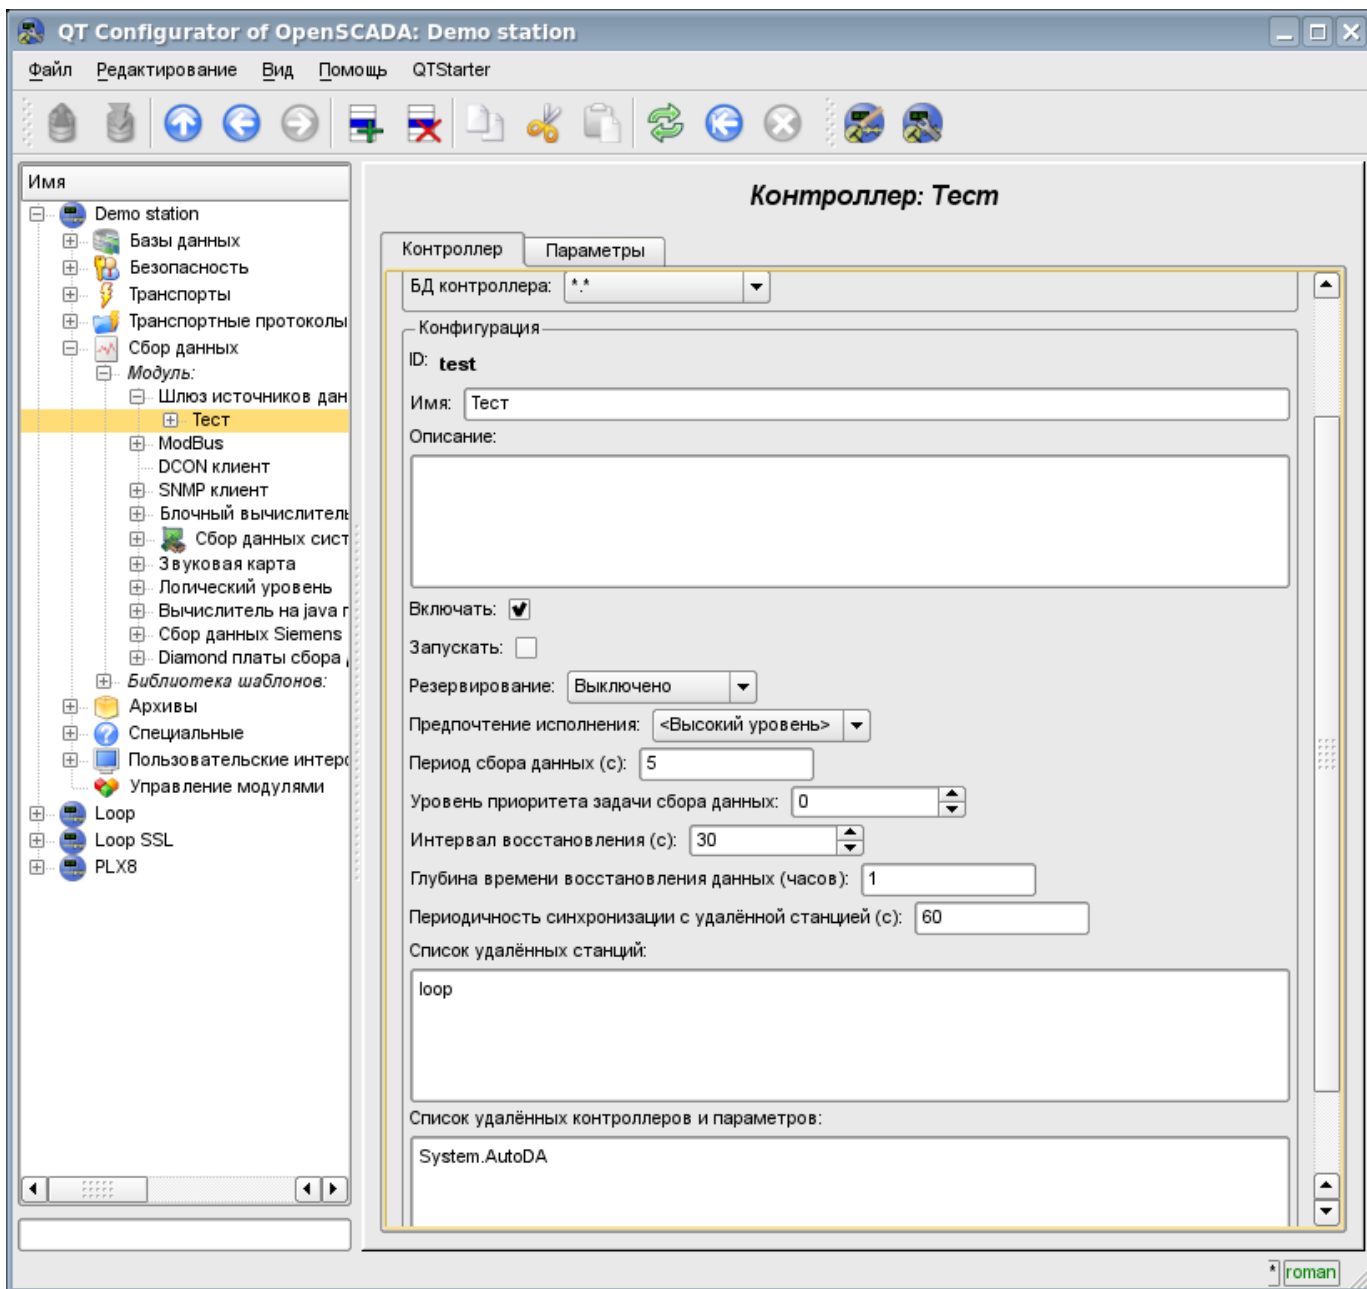 QT Configurator of OpenSCADA: Demo station
Файл Редактирование Вид Помощь QTStarter
Имя
Demo station
Базы данных
Безопасность
Транспорты
Транспортные протоколы
Сбор данных
Модуль:
Шлюз источников дан
Тест
ModBus
DCON клиент
SNMP клиент
Блочный вычислитель
Сбор данных сист
Звуковая карта
Логический уровень
Вычислитель на java
Сбор данных Siemens
Diamond платы сбора
Библиотека шаблонов:
Архивы
Специальные
Пользовательские интер
Управление модулями
Loop
Loop SSL
PLX8
Контроллер: Тест
Контроллер Параметры
БД контроллера: *.*
Конфигурация
ID: test
Имя: Тест
Описание:
Включать:
Запускать:
Резервирование: Выключено
Предпочтение исполнения: <Высокий уровень>
Период сбора данных (с): 5
Уровень приоритета задачи сбора данных: 0
Интервал восстановления (с): 30
Глубина времени восстановления данных (часов): 1
Периодичность синхронизации с удалённой станцией (с): 60
Список удалённых станций:
loop
Список удалённых контроллеров и параметров:
System.AutoDA
* roman